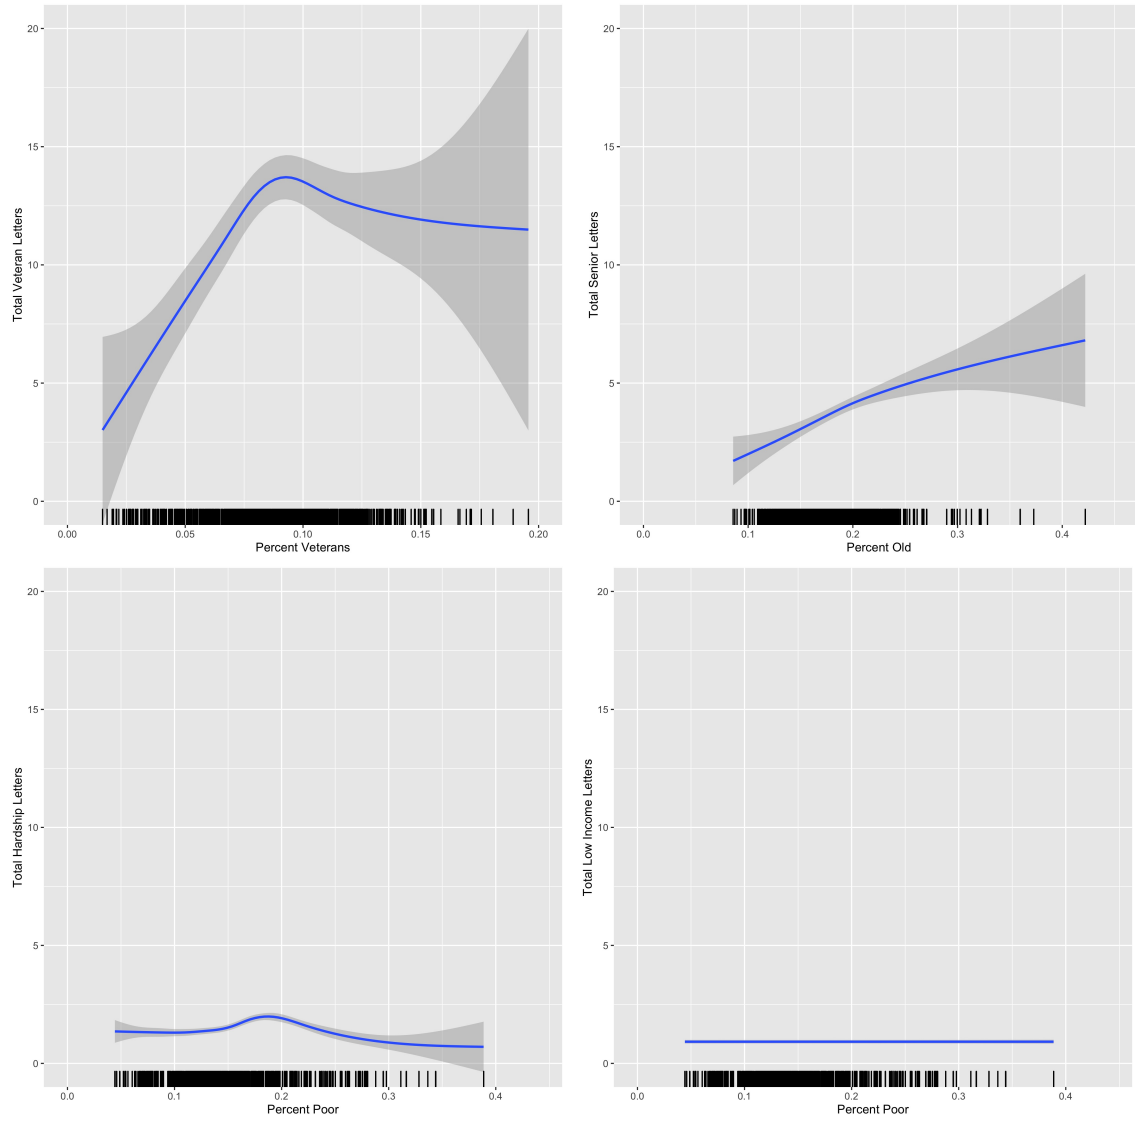 Total Veteran Letters
20
15
10
5
0
0.00 0.05 0.10 0.15 0.20
Percent Veterans
Total Senior Letters
20
15
10
5
0
0.0 0.1 0.2 0.3 0.4
Percent Old
Total Hardship Letters
20
15
10
5
0
0.0 0.1 0.2 0.3 0.4
Percent Poor
Total Low Income Letters
20
15
10
5
0
0.0 0.1 0.2 0.3 0.4
Percent Poor